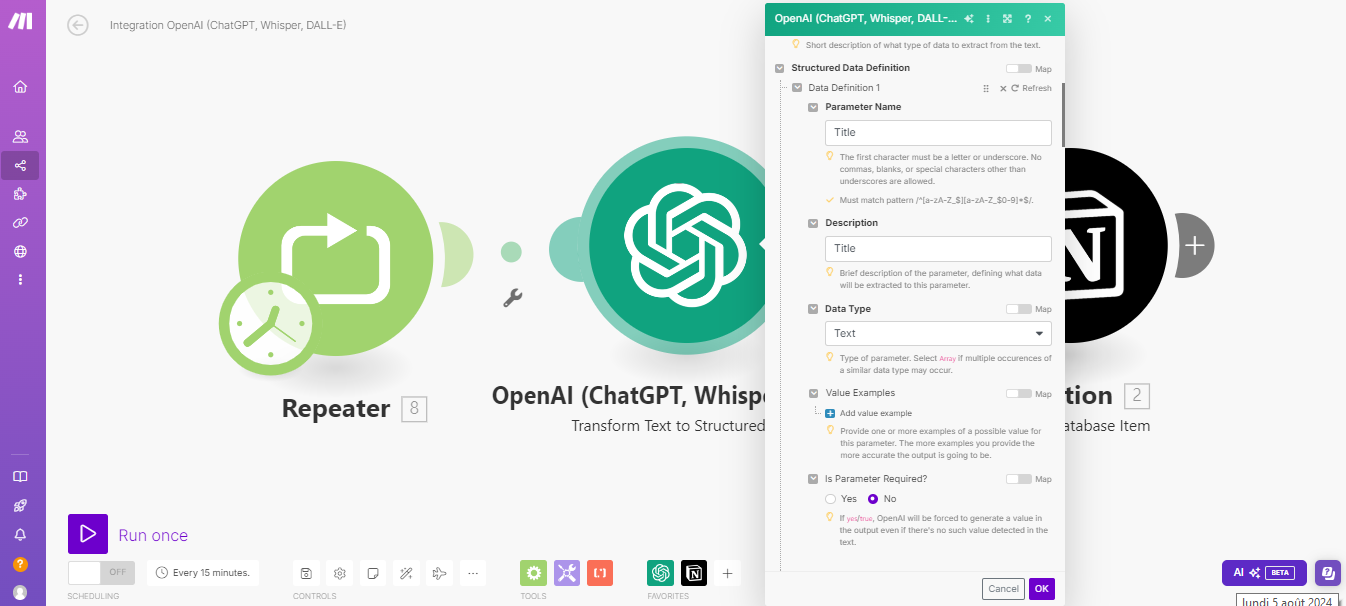 Integration OpenAI (ChatGPT, Whisper, DALL-E)
OpenAI (ChatGPT, Whisper, DALL-...
?
Short description of what type of data to extract from the text.
Structured Data Definition
Map
Data Definition 1
Refresh
Parameter Name
Title
The first character must be a letter or underscore. No
commas, blanks, or special characters other than
underscores are allowed.
Must match pattern /^[a-zA-Z_$][a-zA-Z_$0-9]*$/.
Description
Title
Brief description of the parameter, defining what data
will be extracted to this parameter.
Data Type
Map
Text
Type of parameter. Select Array if multiple occurences of
a similar data type may occur.
Value Examples
Map
Add value example
Provide one or more examples of a possible value for
this parameter. The more examples you provide the
more accurate the output is going to be.
Is Parameter Required?
Map
Yes
No
If yes/true, OpenAI will be forced to generate a value in
the output even if there's no such value detected in the
text.
Cancel
OK
Repeater
8
OpenAI (ChatGPT, Whispe
Transform Text to Structured
N
tion
2
atabase Item
Run once
OFF
Every 15 minutes.
SCHEDULING
CONTROLS
TOOLS
FAVORITES
N
?
AI
BETA
lundi 5 août 2024